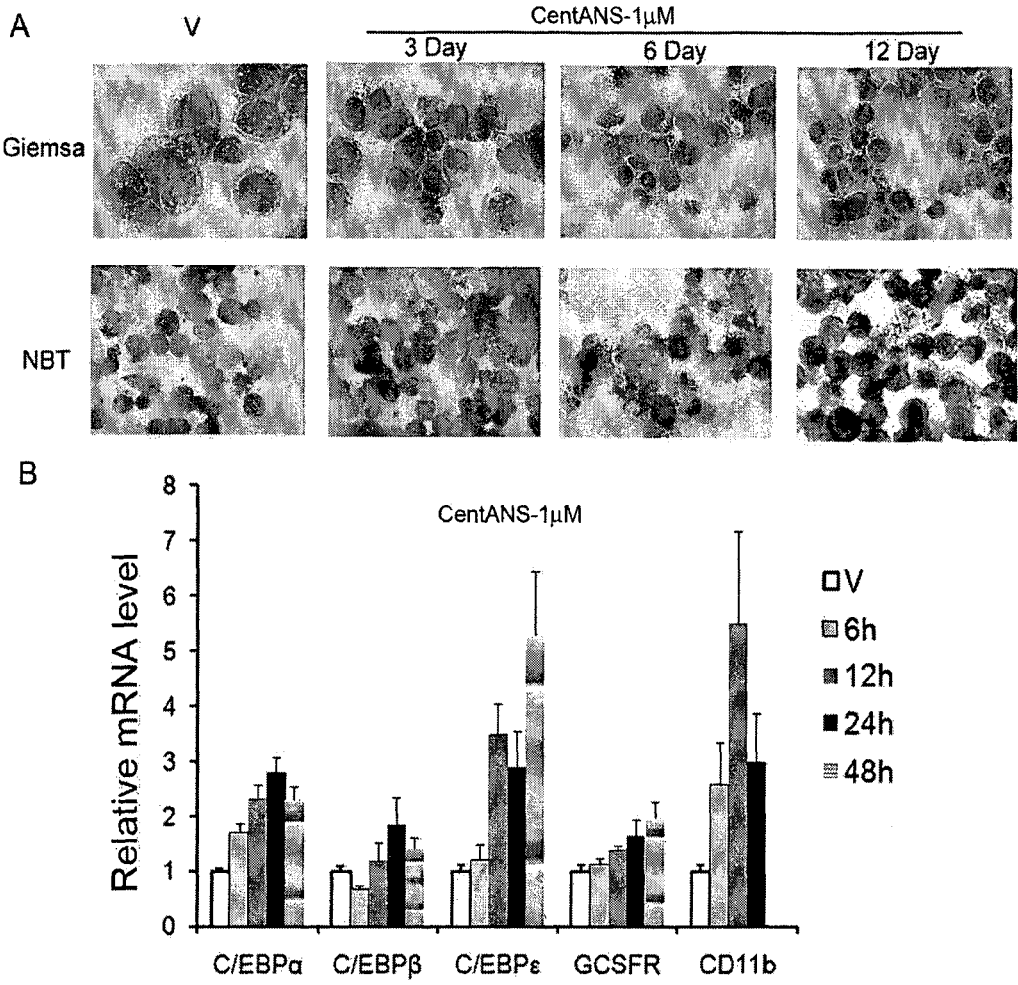 A
V
CentANS-1μM
3 Day
6 Day
12 Day
Giemsa
NBT
B
CentANS-1μM
Relative mRNA level
8
7
6
5
4
3
2
1
0
V
6h
12h
24h
48h
C/EBPα
C/EBPβ
C/EBPε
GCSFR
CD11b